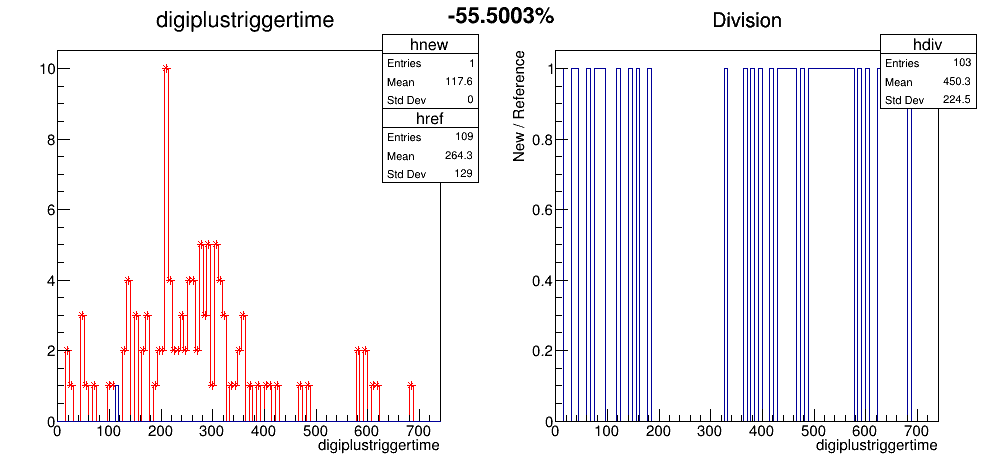 digiplustriggertime
-55.5003%
Division
hnew
Entries 1
Mean 117.6
Std Dev 0
href
Entries 109
Mean 264.3
Std Dev 129
10
8
6
4
2
0
0 100 200 300 400 500 600 700
digiplustriggertime
hdiv
Entries 103
Mean 450.3
Std Dev 224.5
New / Reference
1
0.8
0.6
0.4
0.2
0
0 100 200 300 400 500 600 700
digiplustriggertime